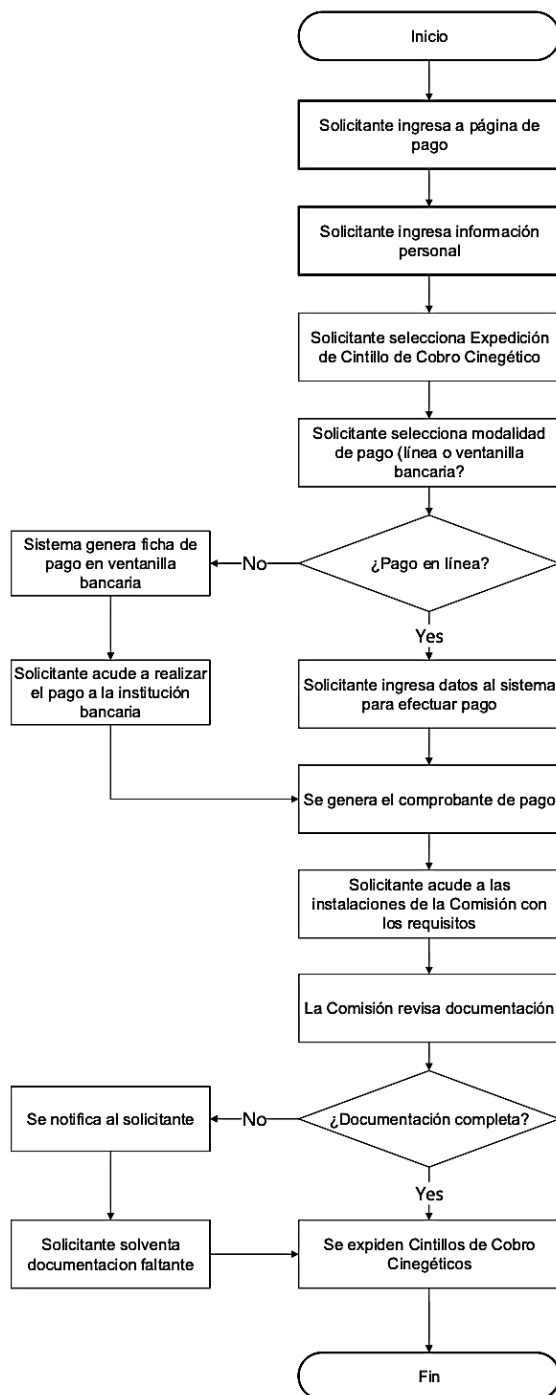 Inicio
Solicitante ingresa a página de
pago
Solicitante ingresa información
personal
Solicitante selecciona Expedición
de Cintillo de Cobro Cinegético
Solicitante selecciona modalidad
de pago (línea o ventanilla
bancaria?
¿Pago en línea?
No
Sistema genera ficha de
pago en ventanilla
bancaria
Solicitante acude a realizar
el pago a la institución
bancaria
Yes
Solicitante ingresa datos al sistema
para efectuar pago
Se genera el comprobante de pago
Solicitante acude a las
instalaciones de la Comisión con
los requisitos
La Comisión revisa documentación
¿Documentación completa?
No
Se notifica al solicitante
Solicitante solventa
documentacion faltante
Yes
Se expiden Cintillos de Cobro
Cinegéticos
Fin